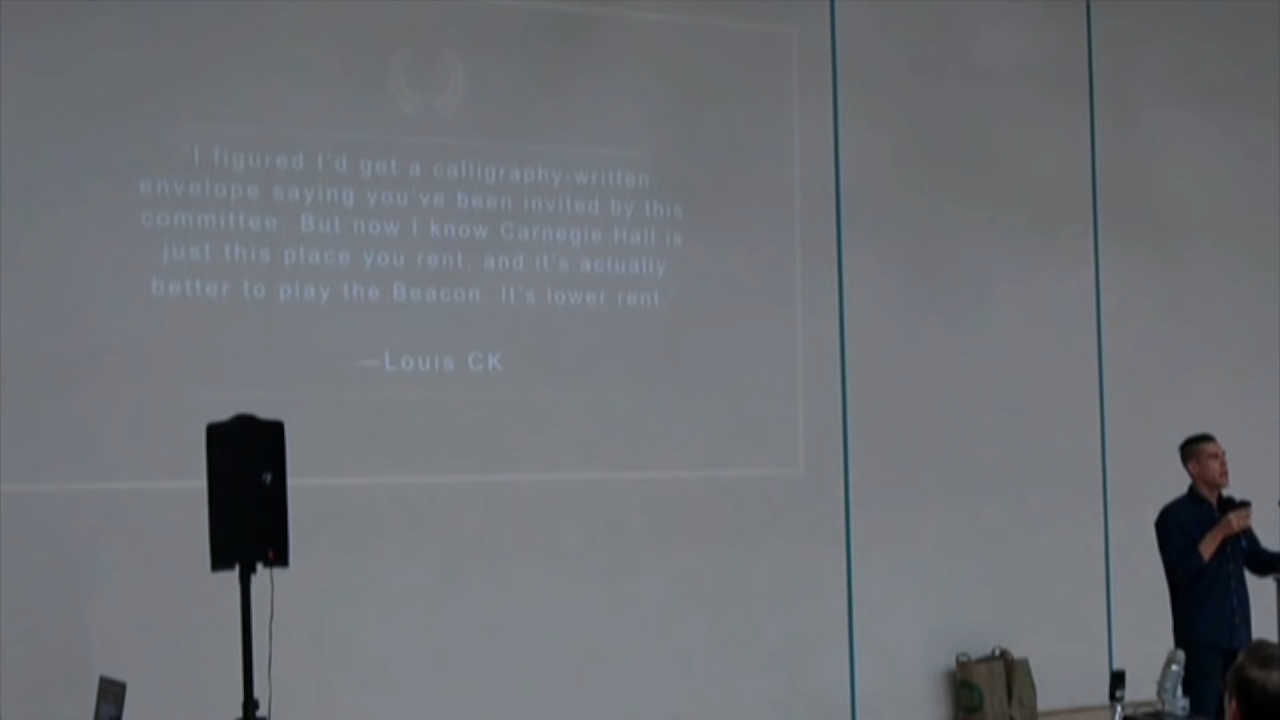 "I figured I'd get a calligraphy-written
envelope saying you've been invited by this
committee. But now I know Carnegie Hall is
just this place you rent, and it's actually
better to play the Beacon. It's lower rent."
—Louis CK